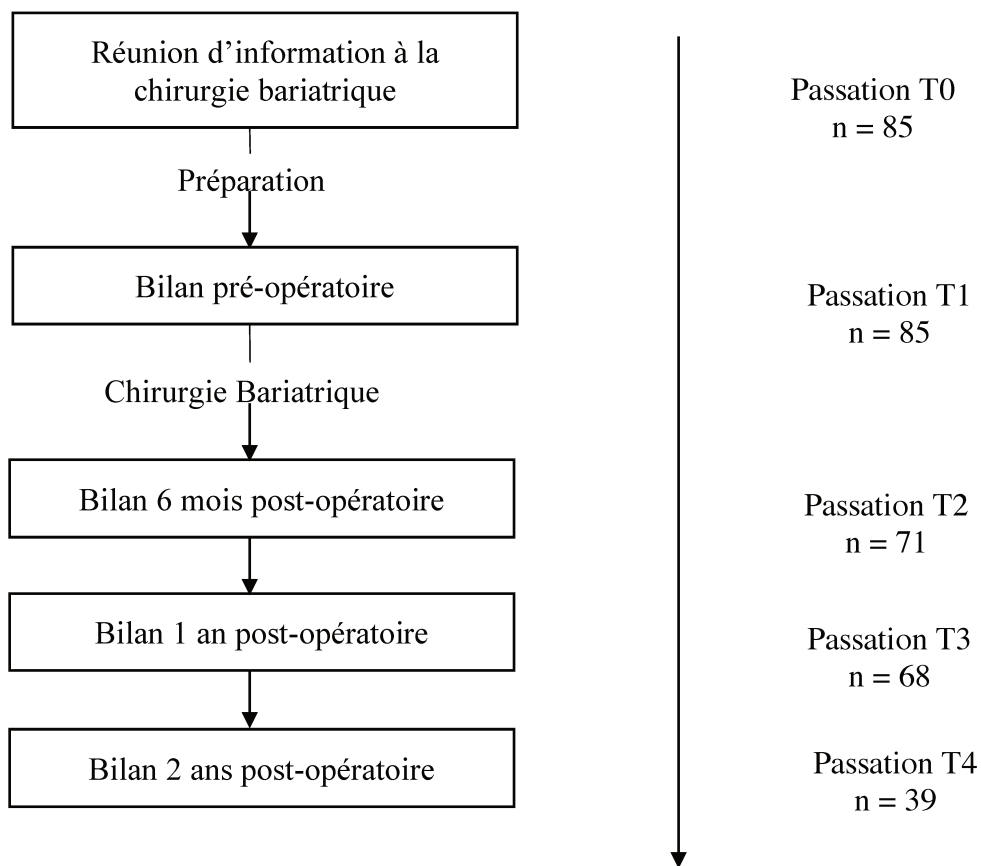 Réunion d'information à la
chirurgie bariatrique
Passation T0
n = 85
Préparation
Bilan pré-opératoire
Passation T1
n = 85
Chirurgie Bariatrique
Bilan 6 mois post-opératoire
Passation T2
n = 71
Bilan 1 an post-opératoire
Passation T3
n = 68
Bilan 2 ans post-opératoire
Passation T4
n = 39